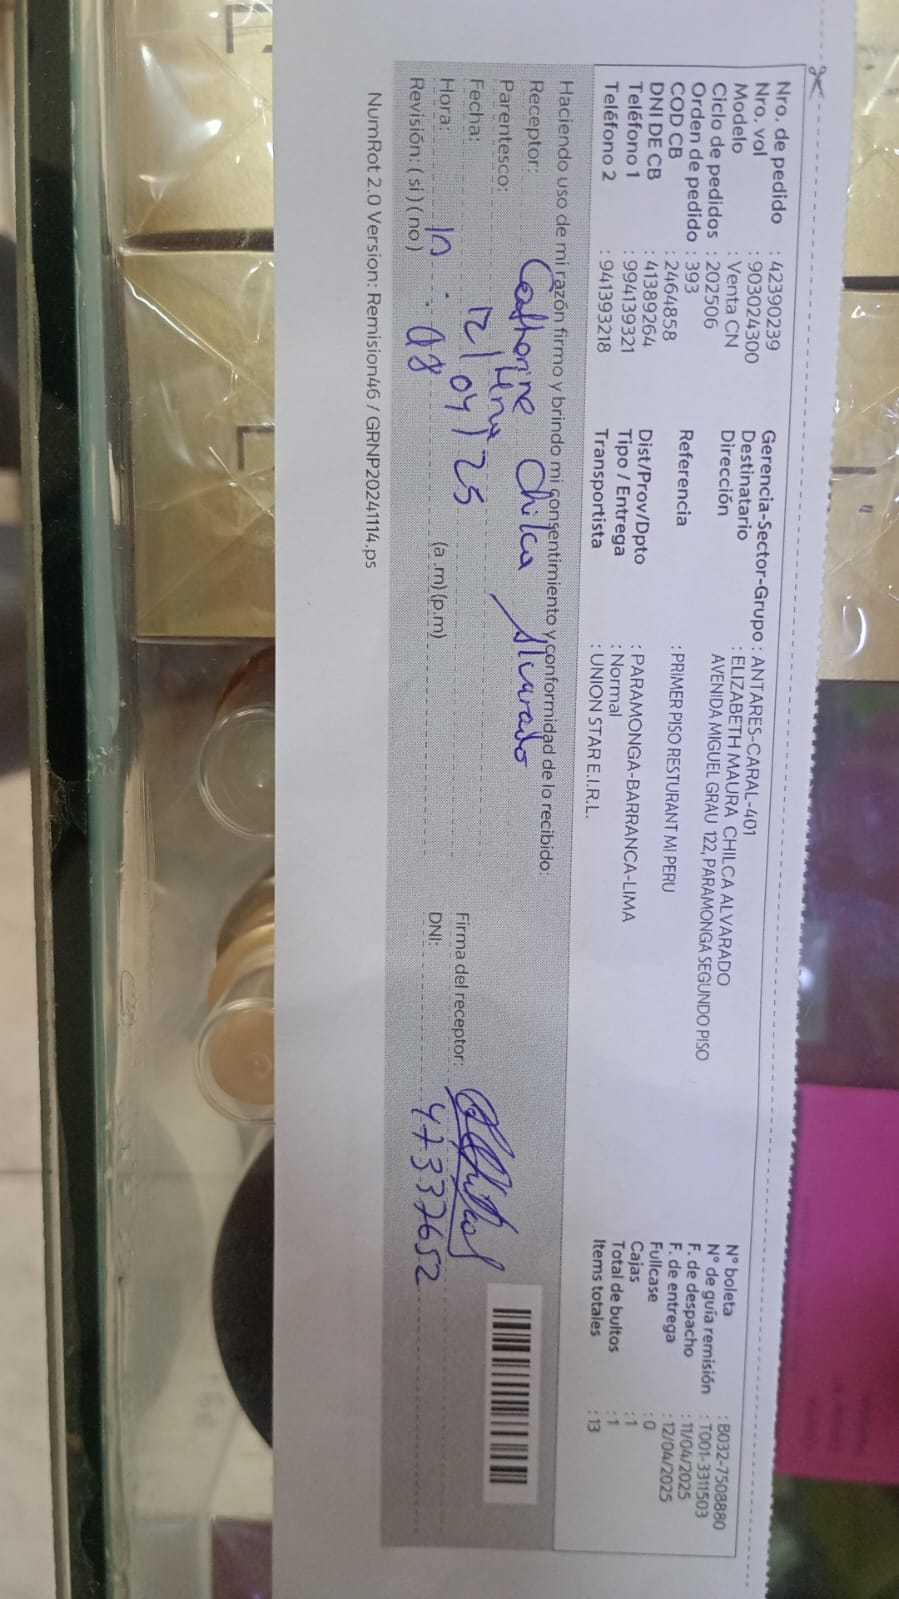 Nro. de pedido : 42390239
Nro. vol : 903024300
Modelo : Venta CN
Ciclo de pedidos : 202506
Orden de pedido : 393
COD CB : 2464858
DNI DE CB : 41389264
Teléfono 1 : 994139321
Teléfono 2 : 941393218
Gerencia-Sector-Grupo : ANTARES-CARAL-401
Destinatario : ELIZABETH MAURA CHILCA ALVARADO
Dirección AVENIDA MIGUEL GRAU 122, PARAMONGA SEGUNDO PISO
Referencia : PRIMER PISO RESTURANT MI PERU
Dist/Prov/Dpto : PARAMONGA-BARRANCA-LIMA
Tipo / Entrega : Normal
Transportista : UNION STAR E.I.R.L.
N° boleta : B032-7508880
N° de guía remisión : T001-3311503
F. de despacho : 11/04/2025
F. de entrega : 12/04/2025
Fullcase : 0
Cajas : 1
Total de bultos : 1
Items totales : 13
Haciendo uso de mi razón firmo y brindo mi consentimiento y conformidad de lo recibido:
Receptor: Catherine Chilca Alvarado
Parentesco:
Fecha: 12/04/25
Hora: 10 : 08 (a.m)(p.m)
Revisión: ( si ) ( no )
Firma del receptor:
DNI: 47337652
NumRot 2.0 Version: Remision46 / GRNP20241114.ps